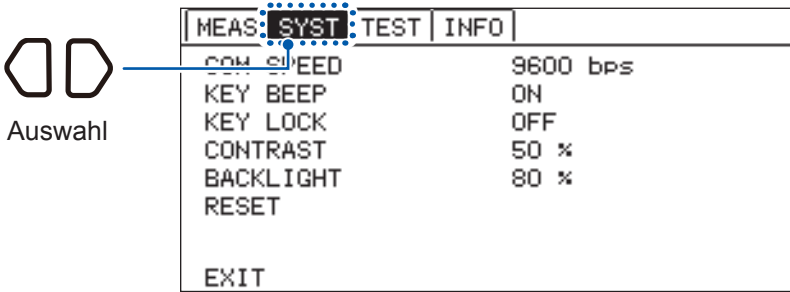 MEAS SYST TEST INFO
COM SPEED 9600 bps
KEY BEEP ON
Auswahl
KEY LOCK OFF
CONTRAST 50 %
BACKLIGHT 80 %
RESET
EXIT